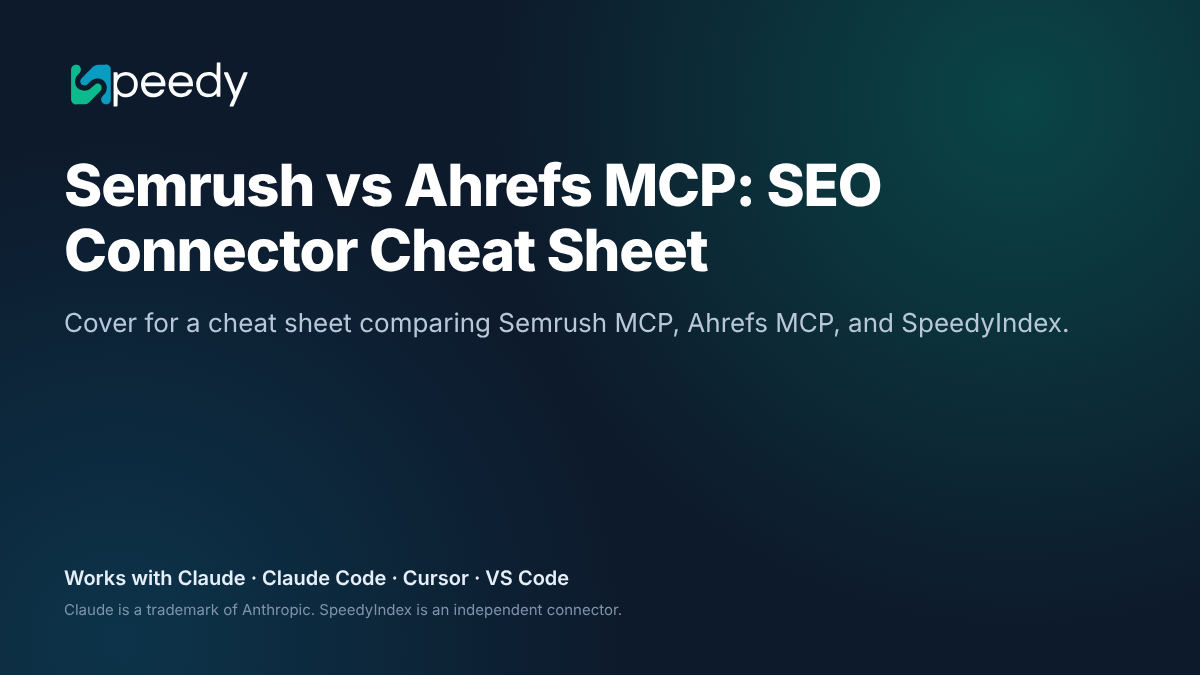 Speedy
Semrush vs Ahrefs MCP: SEO
Connector Cheat Sheet
Cover for a cheat sheet comparing Semrush MCP, Ahrefs MCP, and SpeedyIndex.
Works with Claude · Claude Code · Cursor · VS Code
Claude is a trademark of Anthropic. SpeedyIndex is an independent connector.